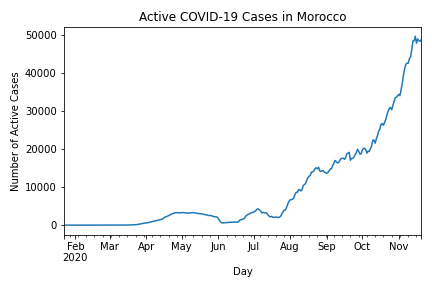 Active COVID-19 Cases in Morocco
Number of Active Cases
50000
40000
30000
20000
10000
0
Feb Mar Apr May Jun Jul Aug Sep Oct Nov
2020
Day